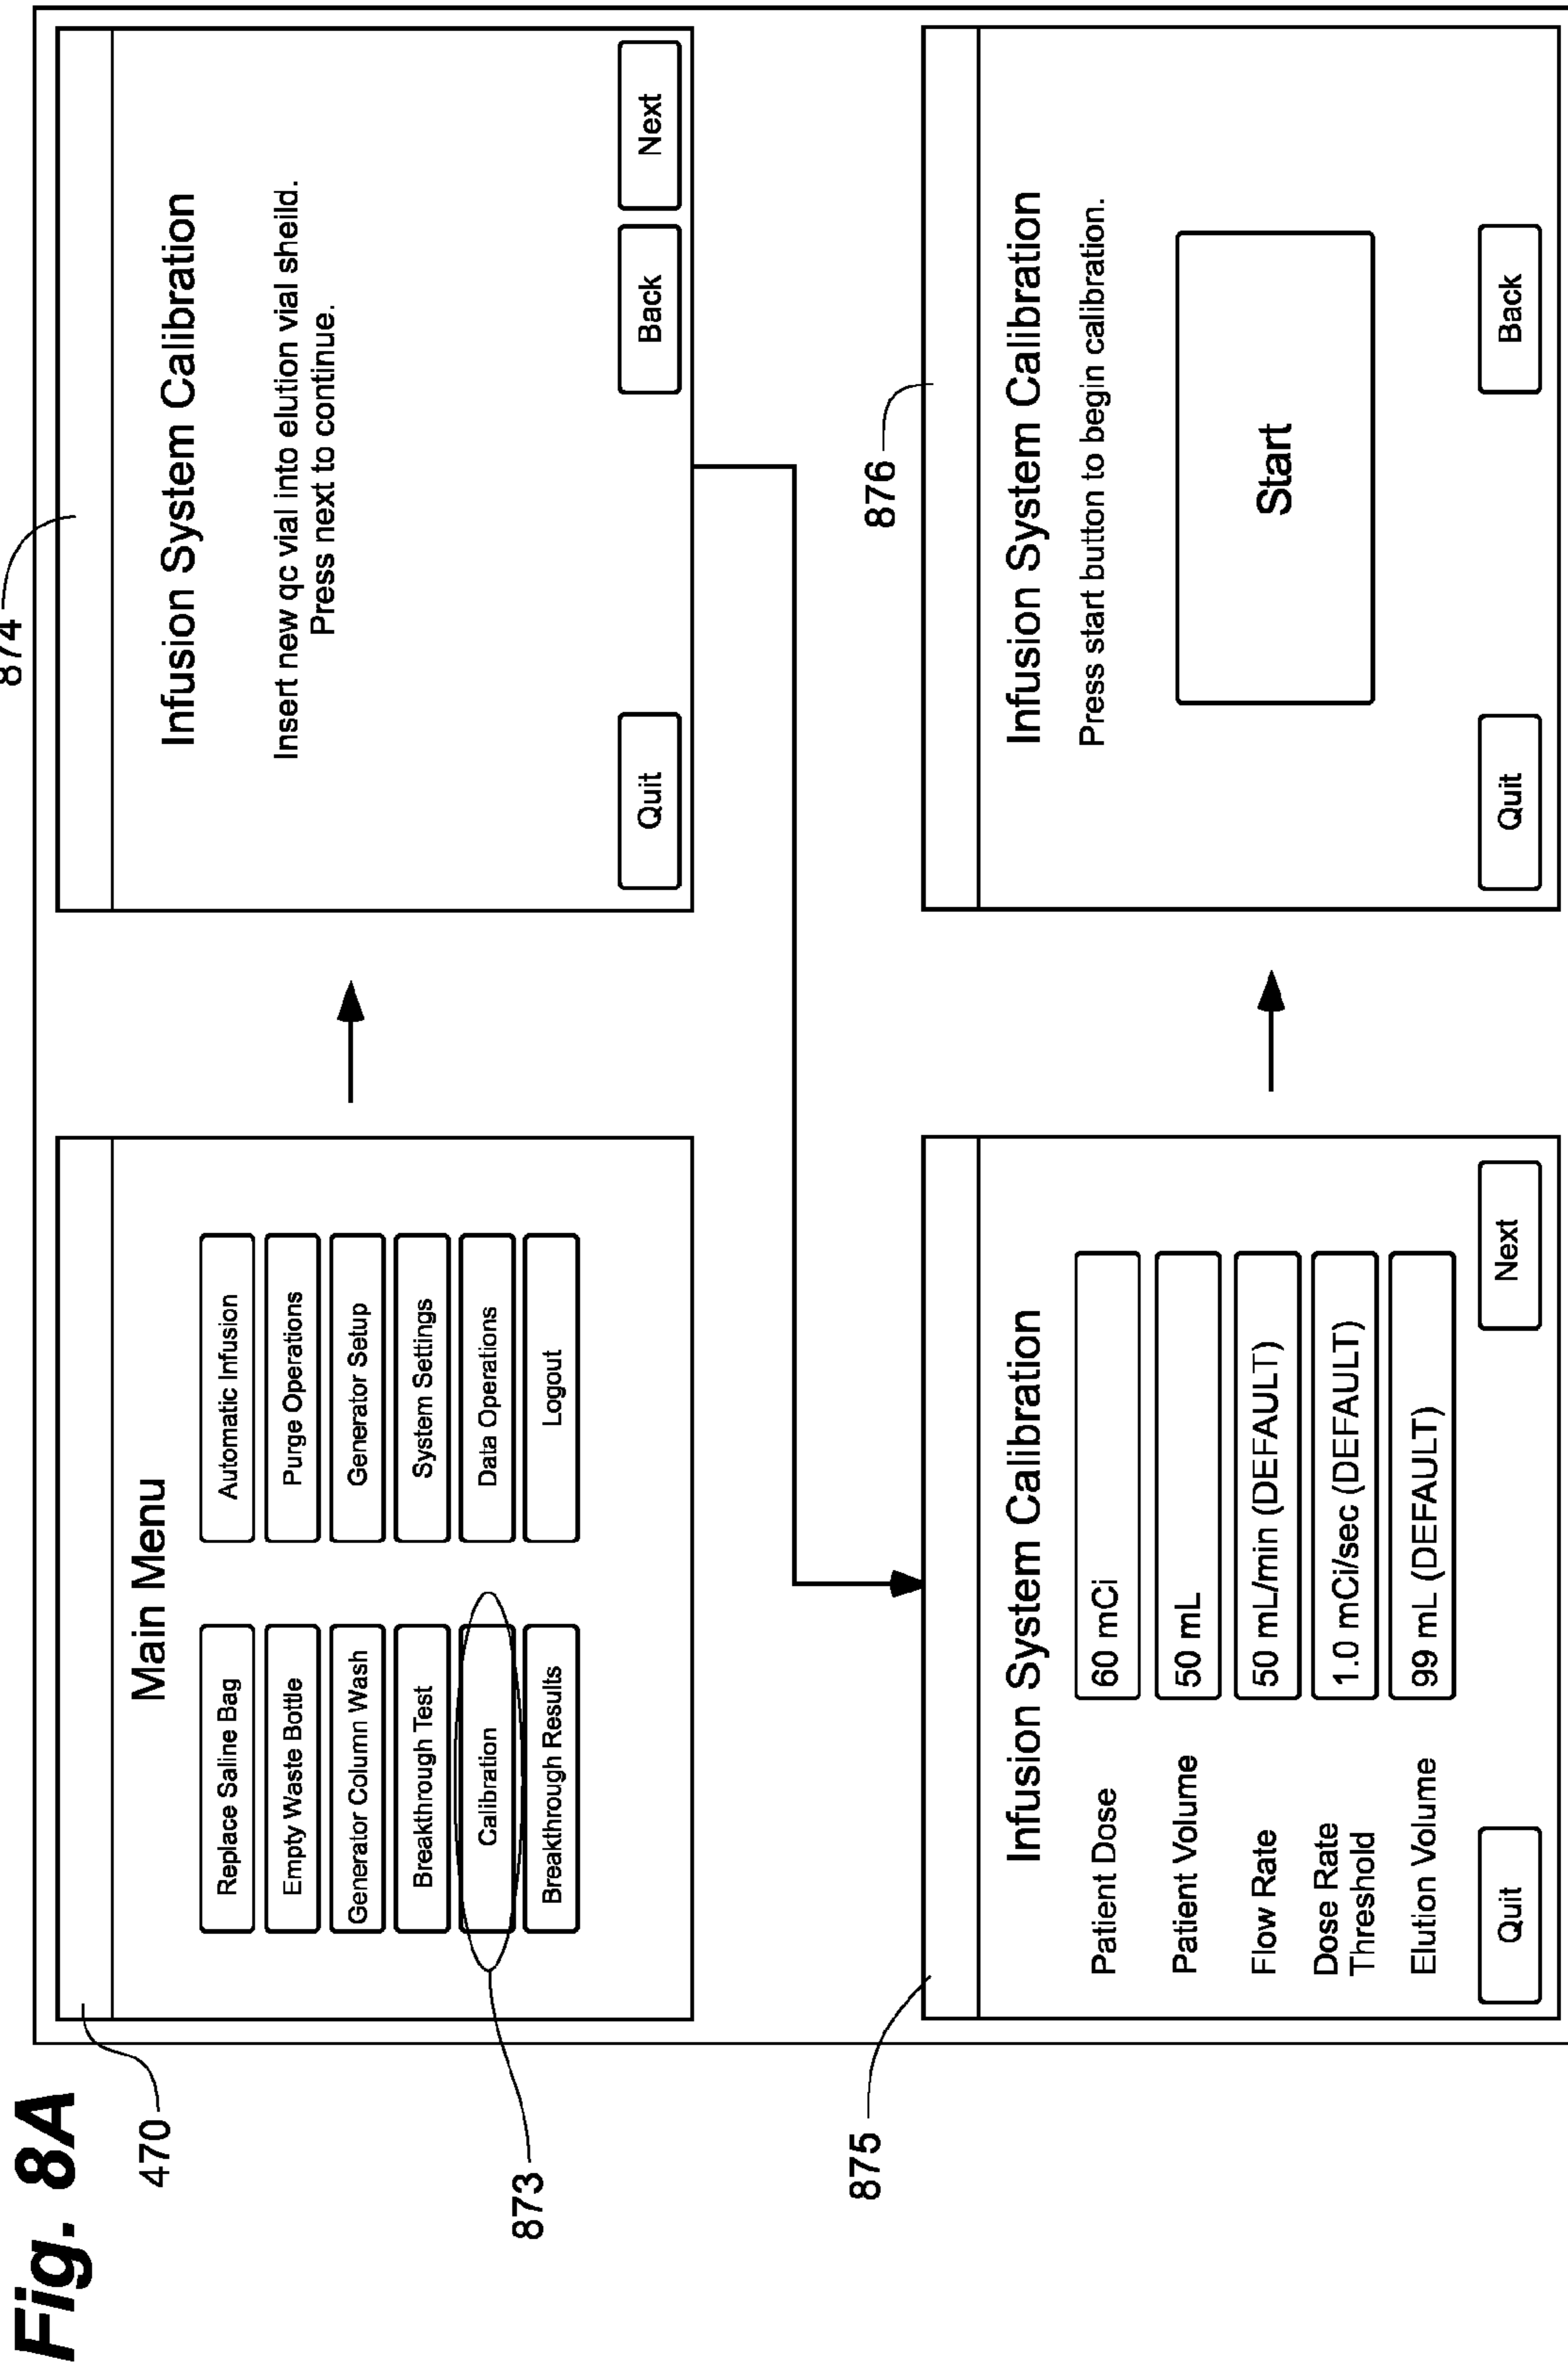 Fig. 8A
470
Main Menu
Replace Saline Bag
Automatic Infusion
Empty Waste Bottle
Purge Operations
Generator Column Wash
Generator Setup
Breakthrough Test
System Settings
Calibration
Data Operations
Breakthrough Results
Logout
873
874
Infusion System Calibration
Insert new qc vial into elution vial sheild.
Press next to continue.
Quit
Back
Next
875
Infusion System Calibration
Patient Dose
60 mCi
Patient Volume
50 mL
Flow Rate
50 mL/min (DEFAULT)
Dose Rate
Threshold
1.0 mCi/sec (DEFAULT)
Elution Volume
99 mL (DEFAULT)
Quit
Next
876
Infusion System Calibration
Press start button to begin calibration.
Start
Quit
Back